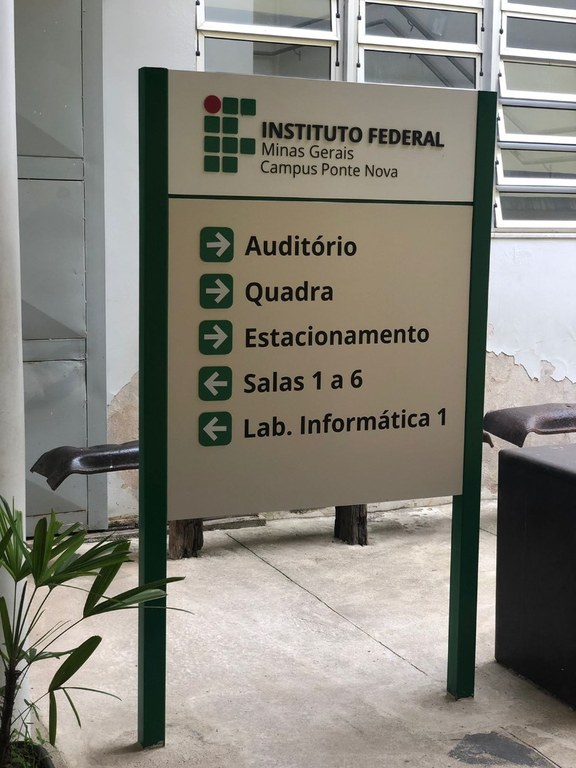 INSTITUTO FEDERAL
Minas Gerais
Campus Ponte Nova
Auditório
Quadra
Estacionamento
Salas 1 a 6
Lab. Informática 1